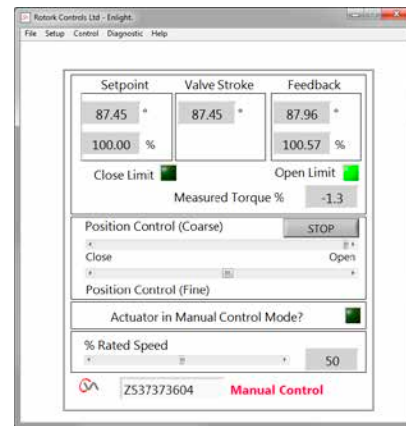 Rotork Controls Ltd - Enlight.
File Setup Control Diagnostic Help
Setpoint Valve Stroke Feedback
87.45 ° 87.45 ° 87.96 °
100.00 % 100.57 %
Close Limit Open Limit
Measured Torque % -1.3
Position Control (Coarse) STOP
Close Open
Position Control (Fine)
Actuator in Manual Control Mode?
% Rated Speed
50
Z537373604 Manual Control